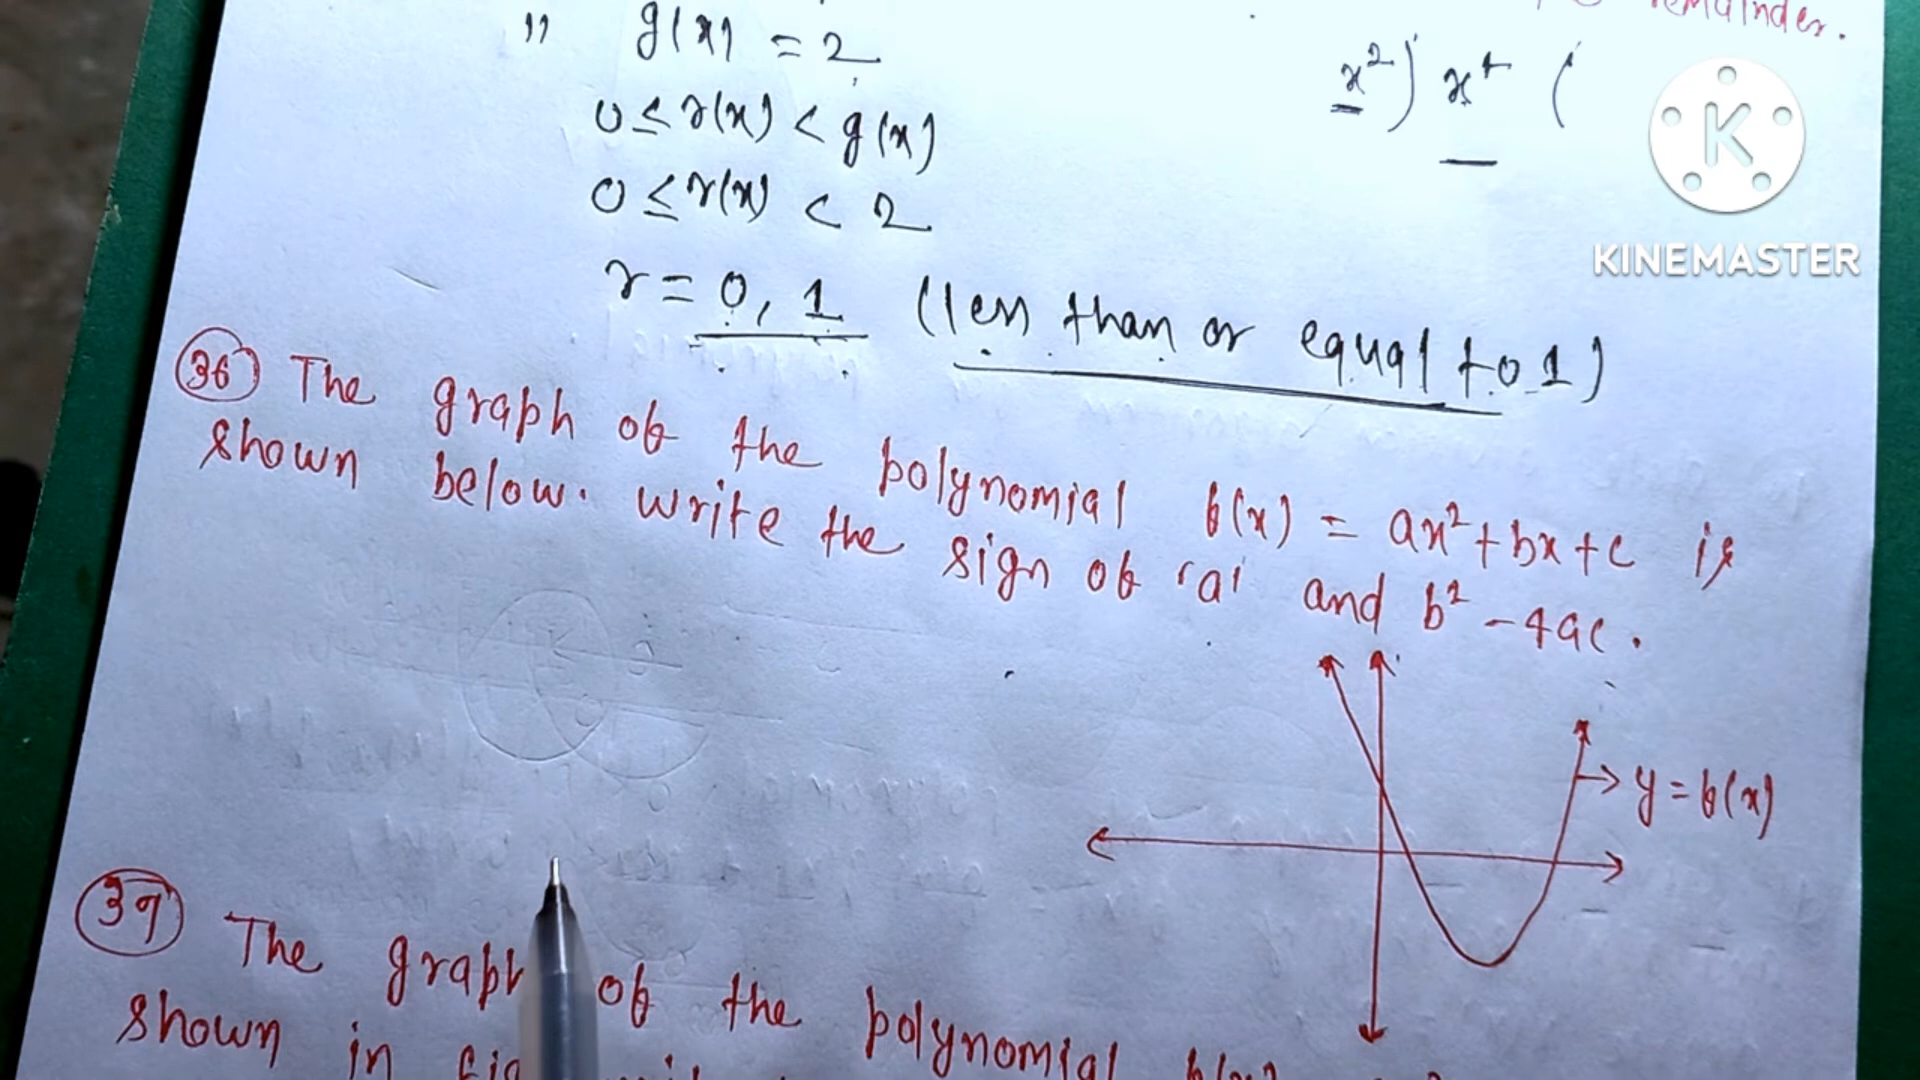 remainder.
" g(x) = 2
x²) x⁴ (
0 ≤ r(x) < g(x)
0 ≤ r(x) < 2
r = 0, 1 (less than or equal to 1)
KINEMASTER
36 The graph of the polynomial f(x) = ax²+bx+c is
shown below. write the sign of 'a' and b² - 4ac.
y = f(x)
37 The graph of the polynomial
shown in